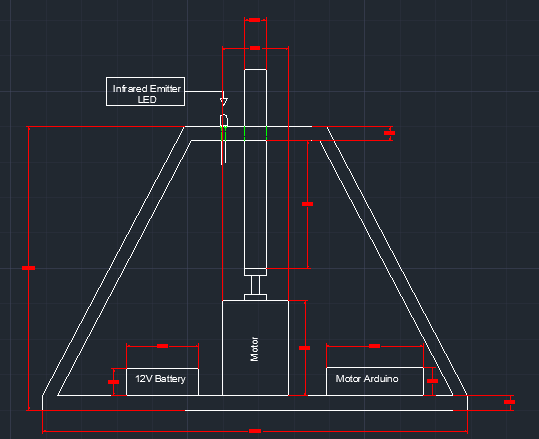 Infrared Emitter
LED
Motor
12V Battery
Motor Arduino